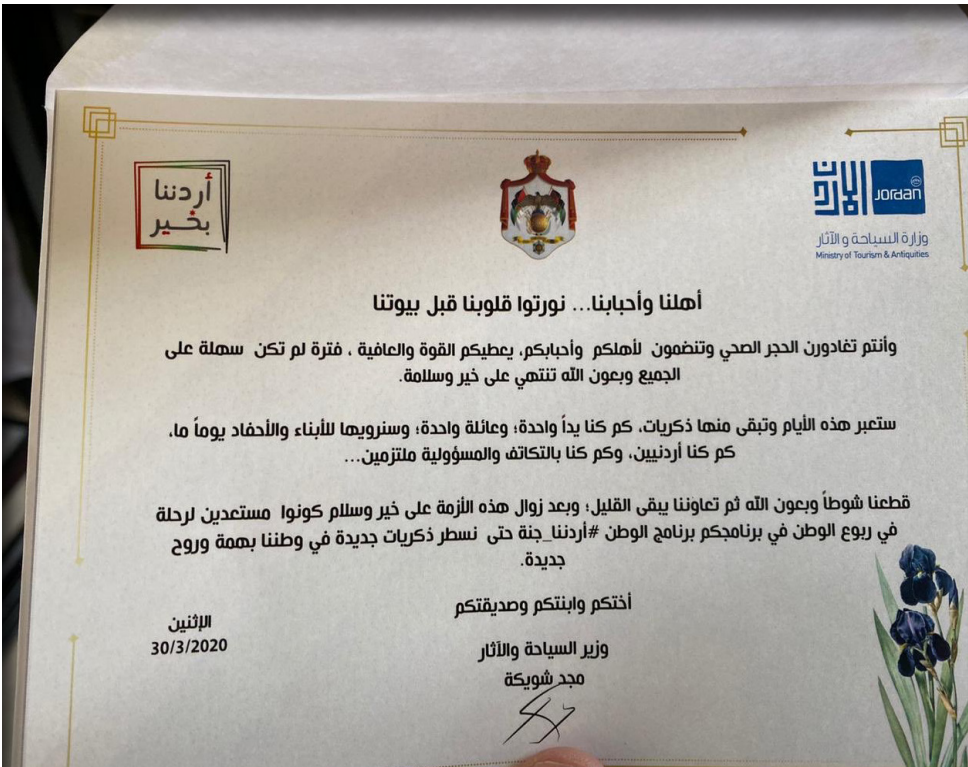 أردننا
بخير
الأردن
JORDAN
وزارة السياحة والآثار
Ministry of Tourism & Antiquities
أهلنا وأحبابنا... نورتوا قلوبنا قبل بيوتنا
وأنتم تغادورن الحجر الصحي وتنضمون لأهلكم وأحبابكم، يعطيكم القوة والعافية ، فترة لم تكن سهلة على
الجميع وبعون الله تنتهي على خير وسلامة.
ستعبر هذه الأيام وتبقى منها ذكريات، كم كنا يداً واحدة؛ وعائلة واحدة؛ وسنرويها للأبناء والأحفاد يوماً ما،
كم كنا أردنيين، وكم كنا بالتكاتف والمسؤولية ملتزمين...
قطعنا شوطاً وبعون الله ثم تعاوننا يبقى القليل؛ وبعد زوال هذه الأزمة على خير وسلام كونوا مستعدين لرحلة
في ربوع الوطن في برنامجكم برنامج الوطن #أردننا_جنة حتى نسطر ذكريات جديدة في وطننا بهمة وروح
جديدة.
أختكم وابنتكم وصديقتكم
وزير السياحة والآثار
مجد شويكة
الإثنين
30/3/2020